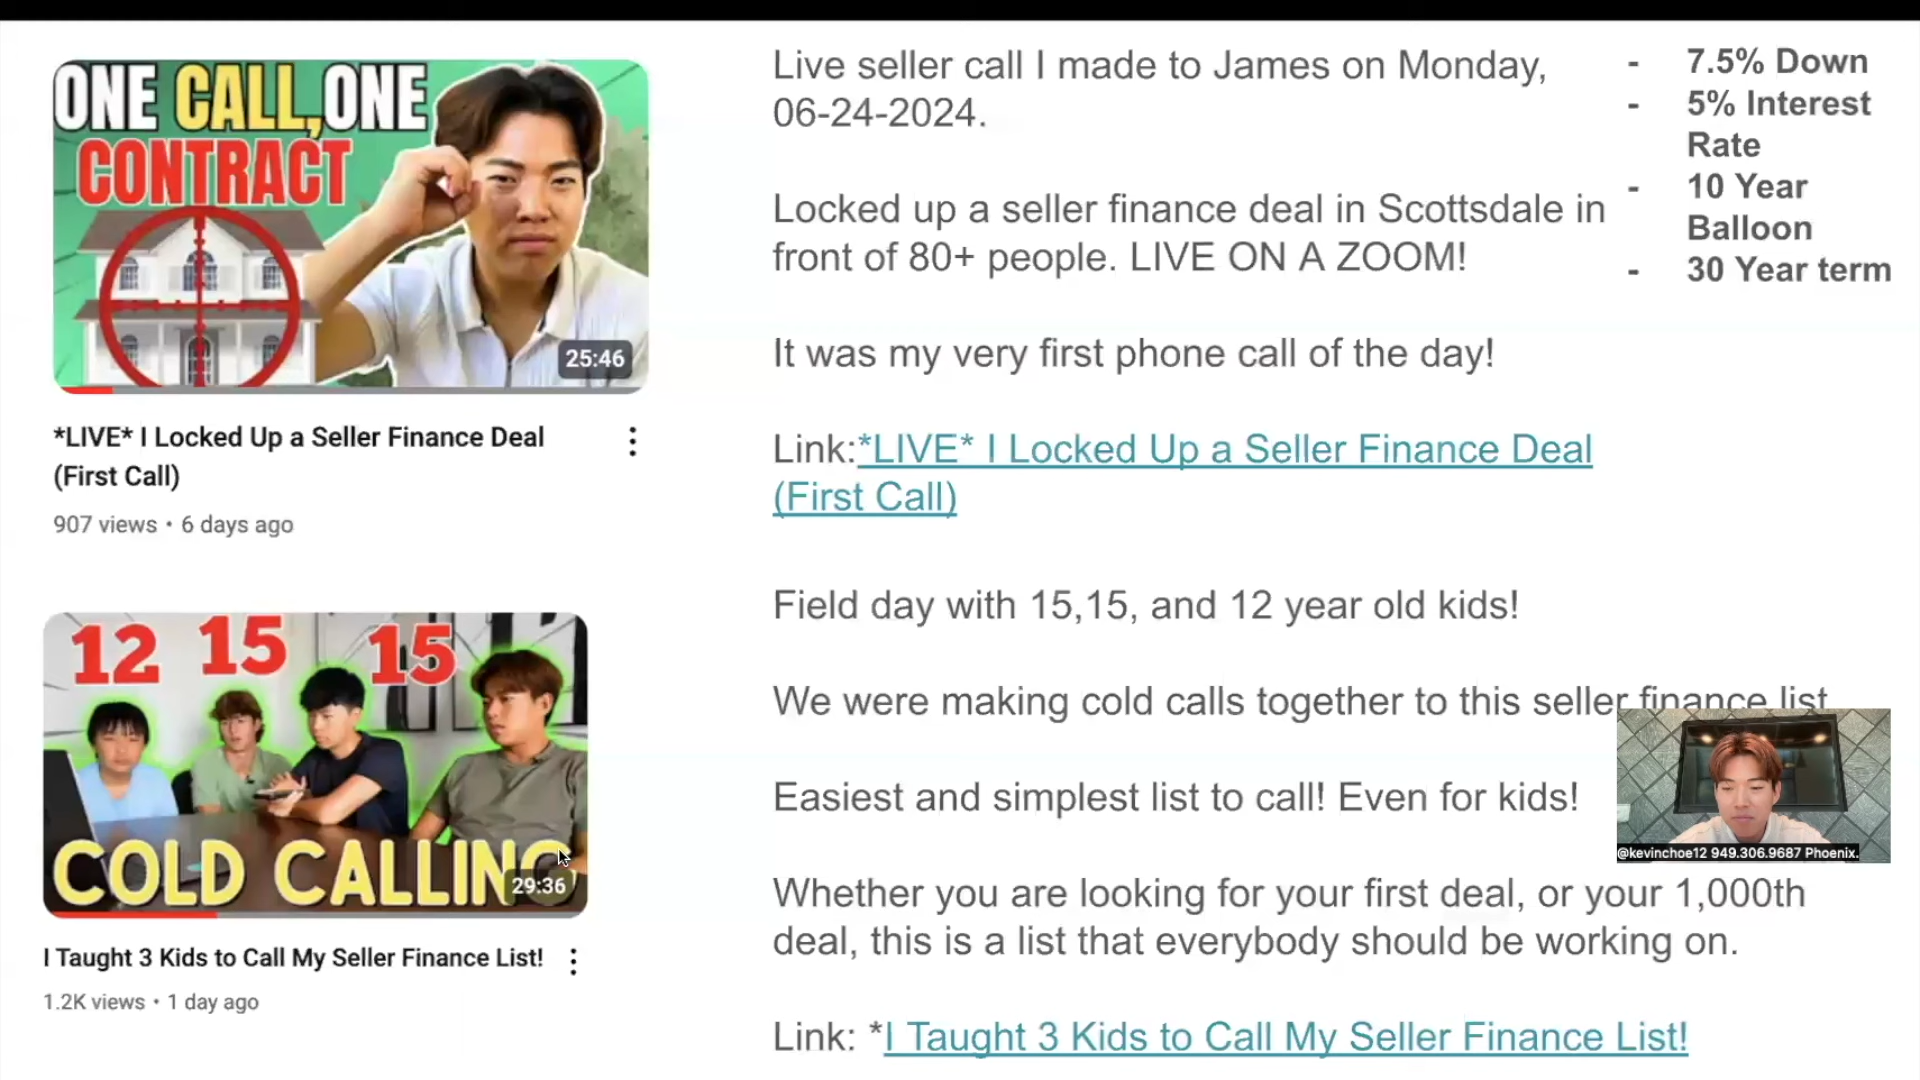 ONE CALL, ONE
CONTRACT
25:46
*LIVE* I Locked Up a Seller Finance Deal
(First Call)
907 views • 6 days ago
12 15 15
COLD CALLING
29:36
I Taught 3 Kids to Call My Seller Finance List!
1.2K views • 1 day ago
Live seller call I made to James on Monday,
06-24-2024.
Locked up a seller finance deal in Scottsdale in
front of 80+ people. LIVE ON A ZOOM!
It was my very first phone call of the day!
Link:*LIVE* I Locked Up a Seller Finance Deal
(First Call)
Field day with 15,15, and 12 year old kids!
We were making cold calls together to this seller finance list
Easiest and simplest list to call! Even for kids!
Whether you are looking for your first deal, or your 1,000th
deal, this is a list that everybody should be working on.
Link: *I Taught 3 Kids to Call My Seller Finance List!
- 7.5% Down
- 5% Interest
Rate
- 10 Year
Balloon
- 30 Year term
@kevinchoe12 949.306.9687 Phoenix.